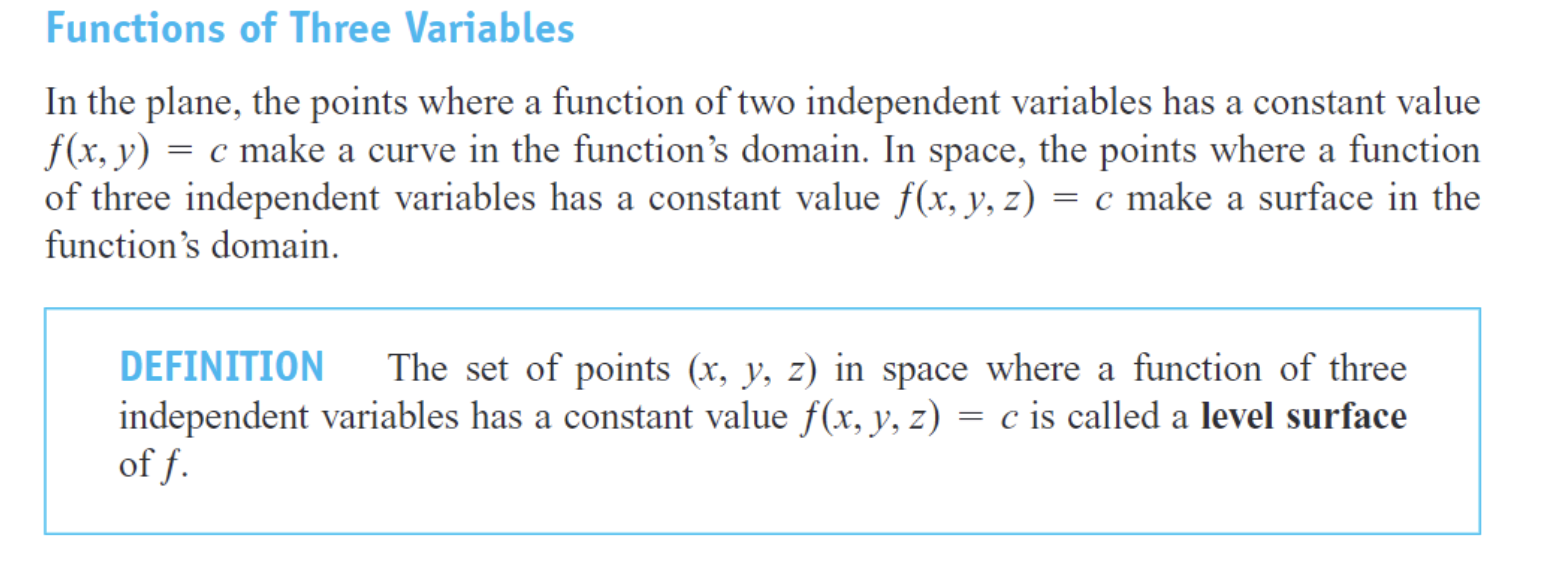 Functions of Three Variables
In the plane, the points where a function of two independent variables has a constant value
f(x, y) = c make a curve in the function’s domain. In space, the points where a function
of three independent variables has a constant value f(x, y, z) = c make a surface in the
function’s domain.
DEFINITION The set of points (x, y, z) in space where a function of three
independent variables has a constant value f(x, y, z) = c is called a level surface
of f.